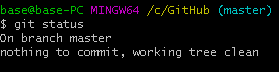 base@base-PC MINGW64 /c/GitHub (master)
$ git status
On branch master
nothing to commit, working tree clean